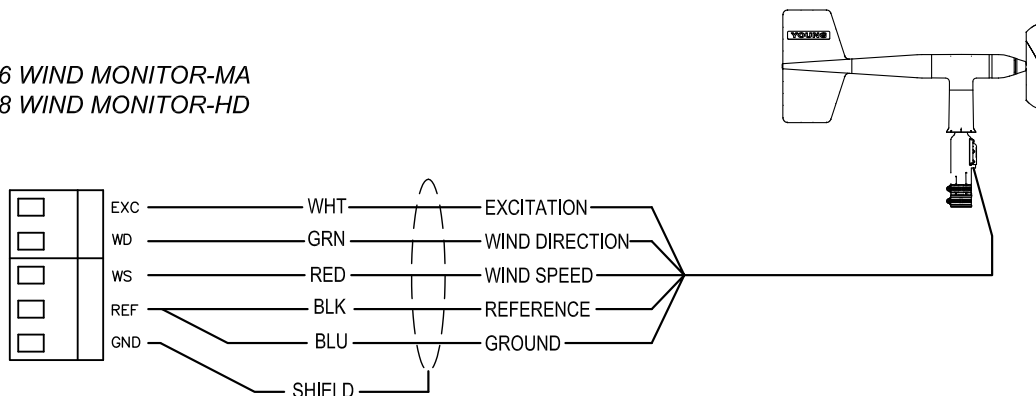 YOUNG
6 WIND MONITOR-MA
8 WIND MONITOR-HD
EXC WHT EXCITATION
WD GRN WIND DIRECTION
WS RED WIND SPEED
REF BLK REFERENCE
GND BLU GROUND
SHIELD